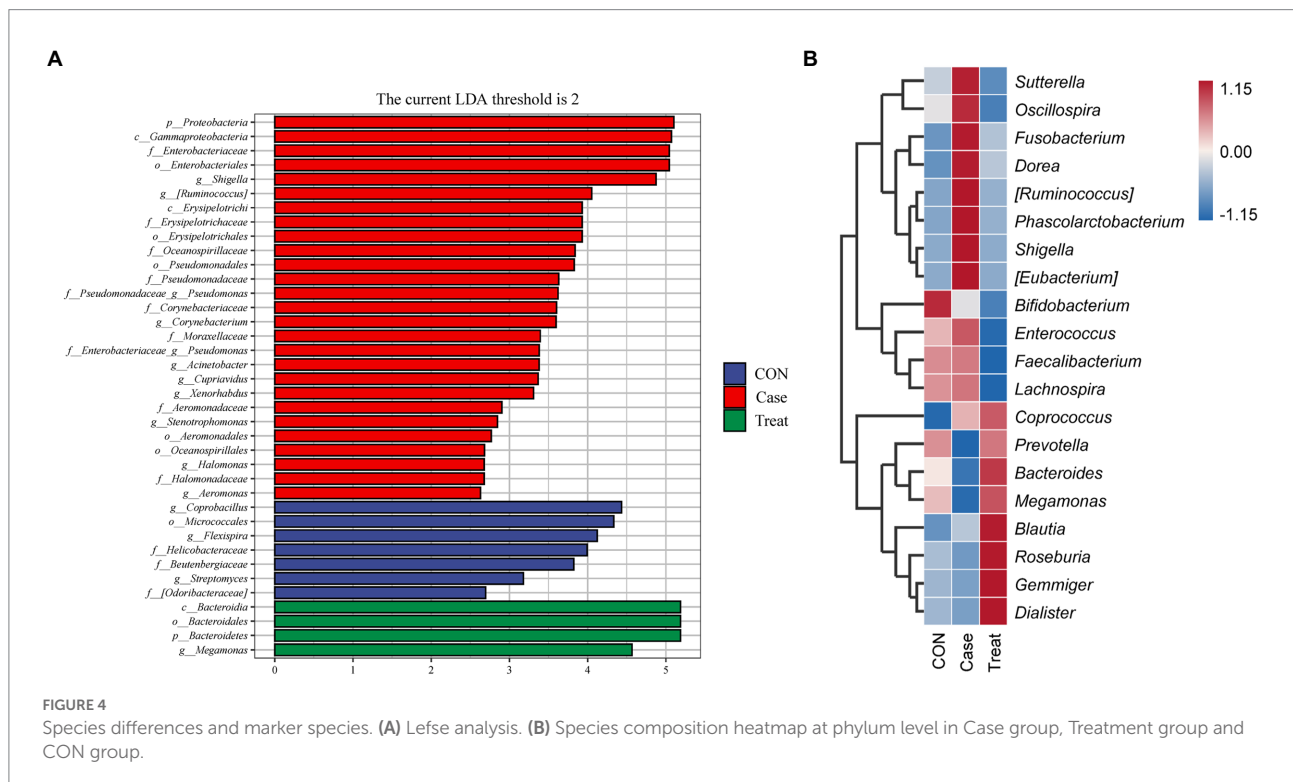 A
The current LDA threshold is 2
p__Proteobacteria
c__Gammaproteobacteria
f__Enterobacteriaceae
o__Enterobacteriales
g__Shigella
g__[Ruminococcus]
c__Erysipelotrichi
f__Erysipelotrichaceae
o__Erysipelotrichales
f__Oceanospirillaceae
o__Pseudomonadales
f__Pseudomonadaceae
f__Pseudomonadaceae_g__Pseudomonas
f__Corynebacteriaceae
g__Corynebacterium
f__Moraxellaceae
f__Enterobacteriaceae_g__Pseudomonas
g__Acinetobacter
g__Cupriavidus
g__Xenorhabdus
f__Aeromonadaceae
g__Stenotrophomonas
o__Aeromonadales
o__Oceanospirillales
g__Halomonas
f__Halomonadaceae
g__Aeromonas
g__Coprobacillus
o__Micrococcales
g__Flexispira
f__Helicobacteraceae
f__Beutenbergiaceae
g__Streptomyces
f__[Odoribacteraceae]
c__Bacteroidia
o__Bacteroidales
p__Bacteroidetes
g__Megamonas
0 1 2 3 4 5
CON
Case
Treat
B
Sutterella
Oscillospira
Fusobacterium
Dorea
[Ruminococcus]
Phascolarctobacterium
Shigella
[Eubacterium]
Bifidobacterium
Enterococcus
Faecalibacterium
Lachnospira
Coprococcus
Prevotella
Bacteroides
Megamonas
Blautia
Roseburia
Gemmiger
Dialister
CON Case Treat
1.15
0.00
-1.15
FIGURE 4
Species differences and marker species. (A) Lefse analysis. (B) Species composition heatmap at phylum level in Case group, Treatment group and
CON group.